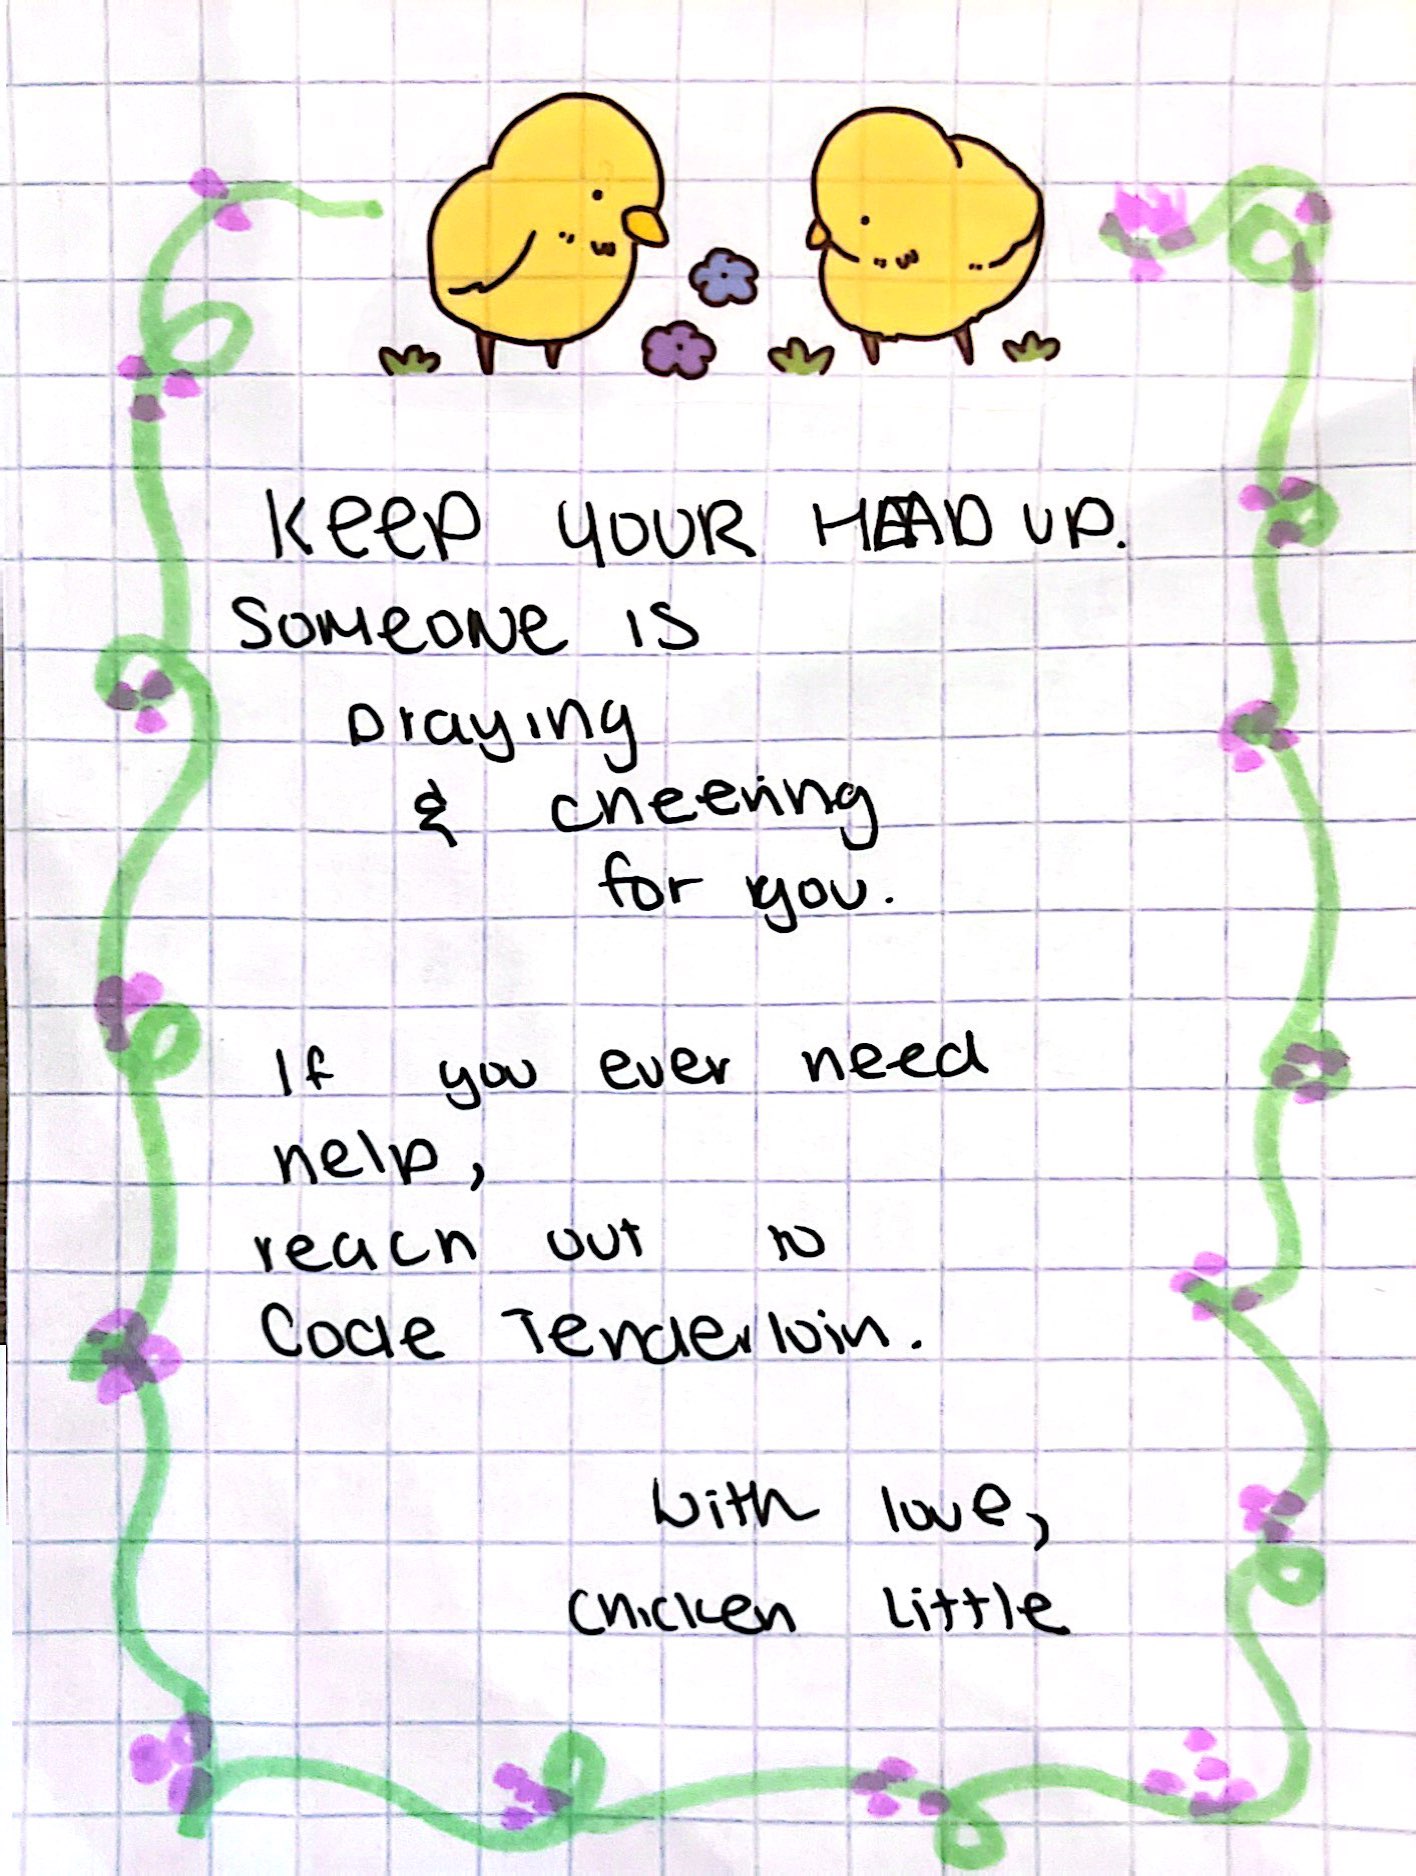 KEEP YOUR HEAD UP.
SOMEONE IS
praying
& cheering
for you.
If you ever need
help,
reach out to
Code Tenderloin.
With love,
Chicken Little